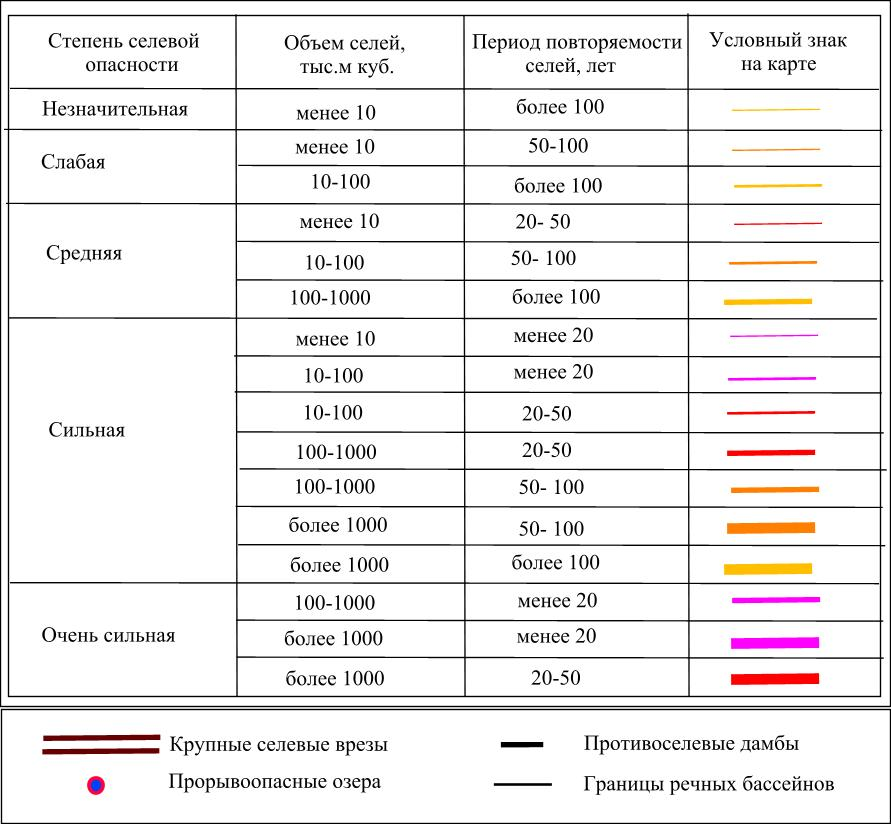 Степень селевой опасности
Объем селей, тыс.м куб.
Период повторяемости селей, лет
Условный знак на карте
Незначительная
менее 10
более 100
Слабая
менее 10
50-100
10-100
более 100
Средняя
менее 10
20- 50
10-100
50- 100
100-1000
более 100
Сильная
менее 10
менее 20
10-100
менее 20
10-100
20-50
100-1000
20-50
100-1000
50- 100
более 1000
50- 100
более 1000
более 100
Очень сильная
100-1000
менее 20
более 1000
менее 20
более 1000
20-50
Крупные селевые врезы
Противоселевые дамбы
Прорывоопасные озера
Границы речных бассейнов